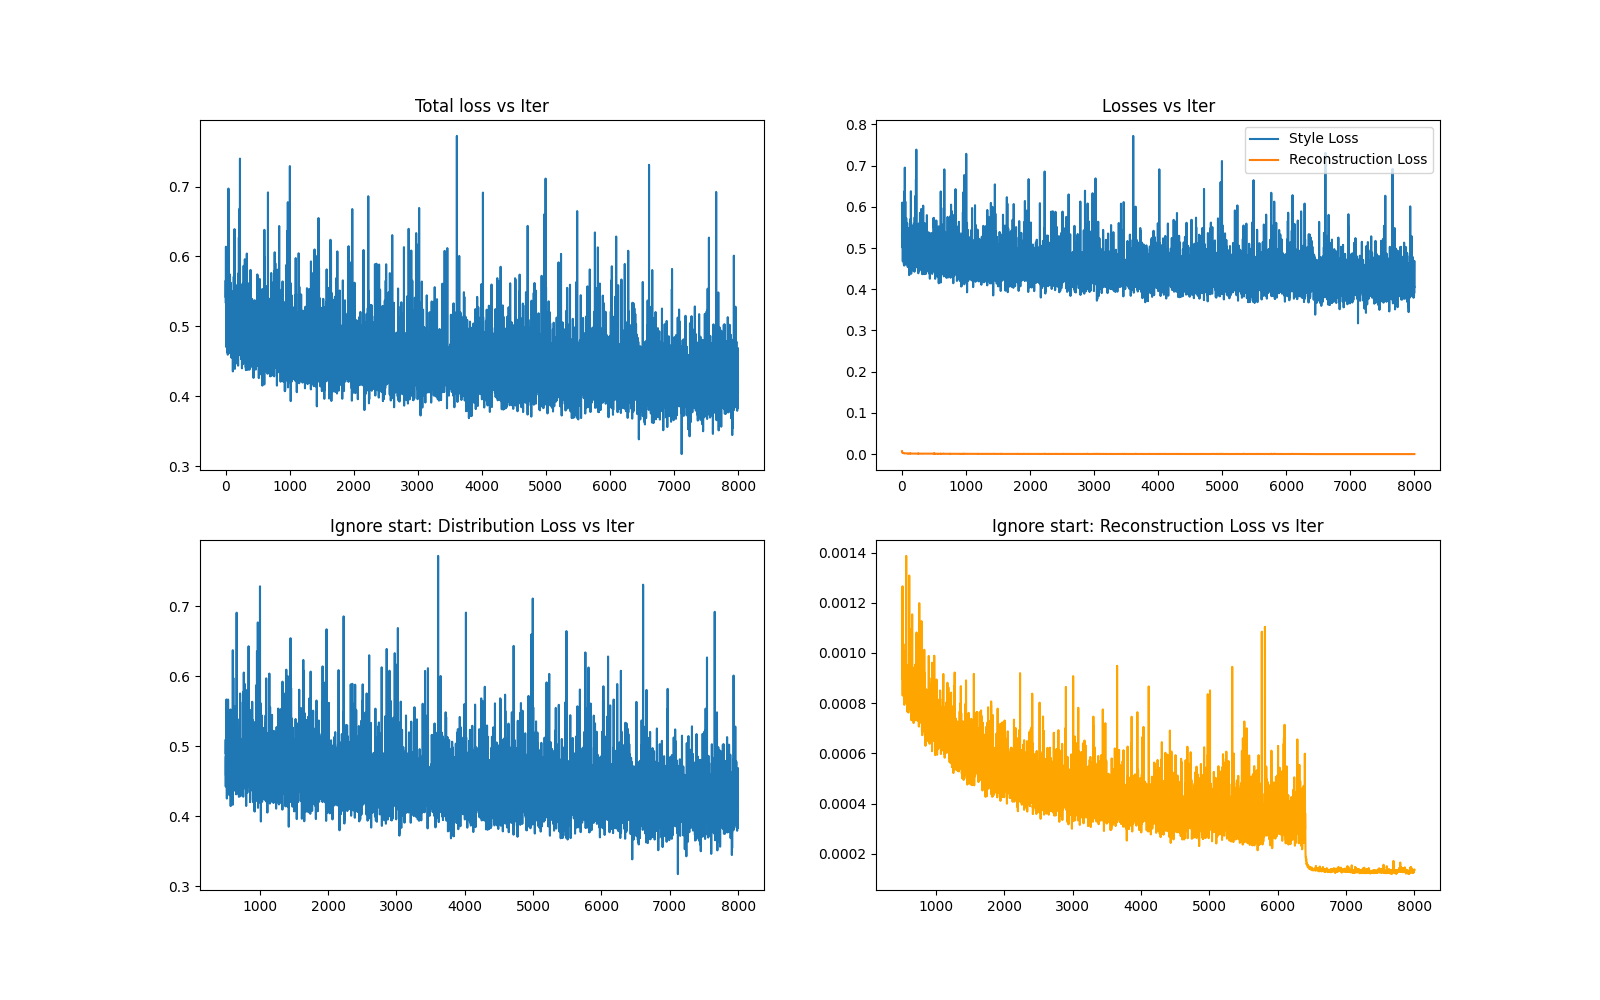 Total loss vs Iter
0.7
0.6
0.5
0.4
0.3
0 1000 2000 3000 4000 5000 6000 7000 8000
Losses vs Iter
0.8
0.7
0.6
0.5
0.4
0.3
0.2
0.1
0.0
Style Loss
Reconstruction Loss
0 1000 2000 3000 4000 5000 6000 7000 8000
Ignore start: Distribution Loss vs Iter
0.7
0.6
0.5
0.4
0.3
1000 2000 3000 4000 5000 6000 7000 8000
Ignore start: Reconstruction Loss vs Iter
0.0014
0.0012
0.0010
0.0008
0.0006
0.0004
0.0002
1000 2000 3000 4000 5000 6000 7000 8000